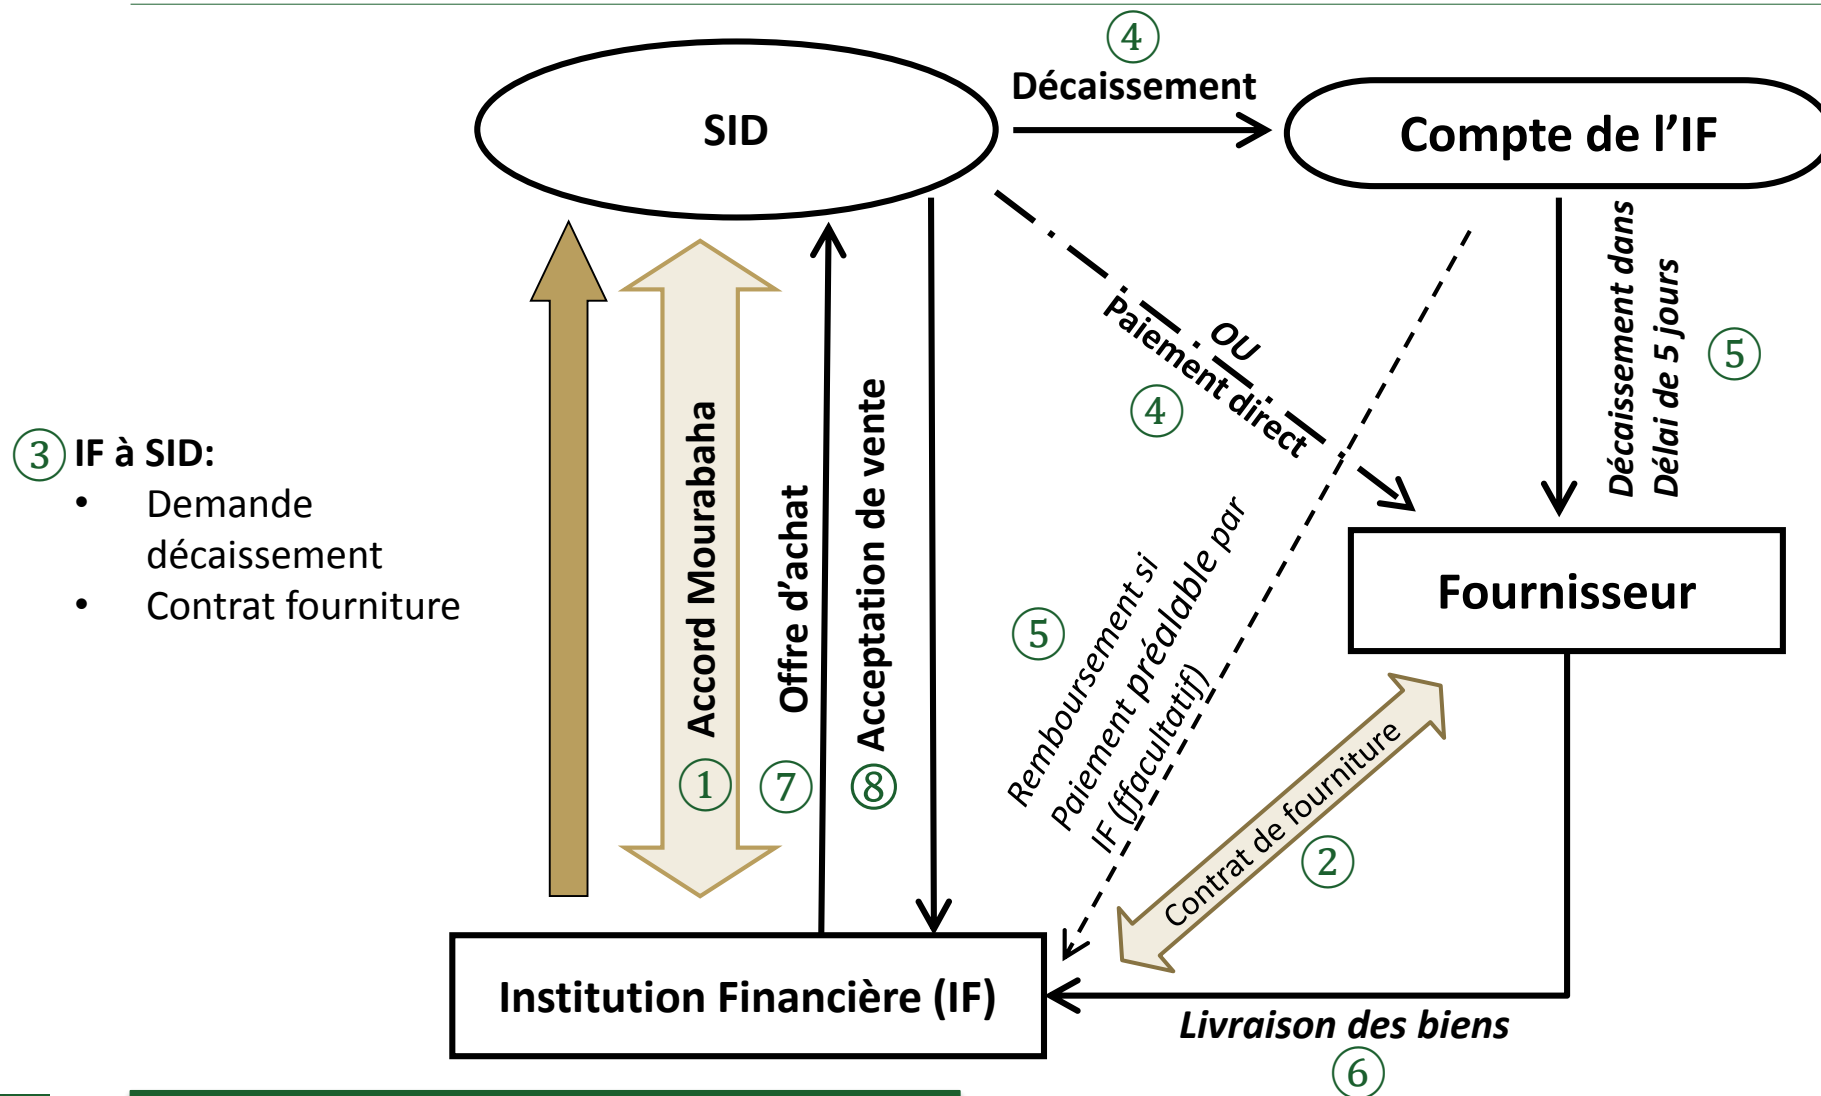 ④
Décaissement
SID
Compte de l’IF
Décaissement dans
Délai de 5 jours
⑤
OU
Paiement direct
④
③ IF à SID:
• Demande
décaissement
• Contrat fourniture
Accord Mourabaha
①
Offre d’achat
⑦
Acceptation de vente
⑧
⑤
Remboursement si
Paiement préalable par
IF (ffacultatif)
Fournisseur
Contrat de fourniture
②
Institution Financière (IF)
Livraison des biens
⑥